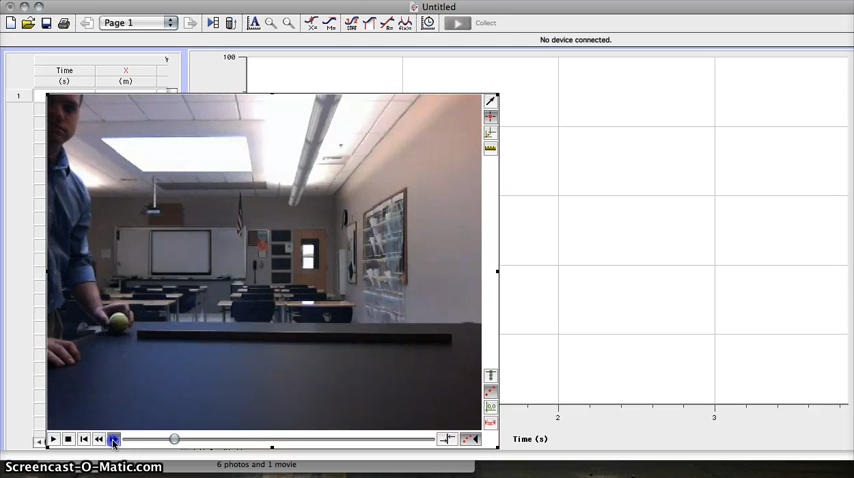 Untitled
Page 1
Collect
No device connected.
Y
Time
X
(s)
(m)
1
100
2
3
Time (s)
6 photos and 1 movie
Screencast-O-Matic.com